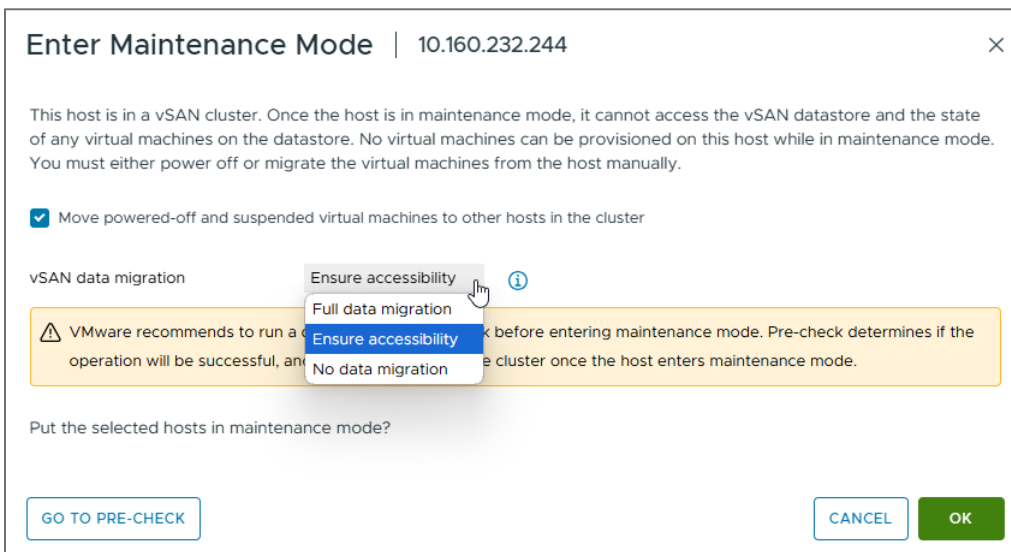 Enter Maintenance Mode | 10.160.232.244
This host is in a vSAN cluster. Once the host is in maintenance mode, it cannot access the vSAN datastore and the state
of any virtual machines on the datastore. No virtual machines can be provisioned on this host while in maintenance mode.
You must either power off or migrate the virtual machines from the host manually.
Move powered-off and suspended virtual machines to other hosts in the cluster
vSAN data migration Ensure accessibility
Full data migration
Ensure accessibility
No data migration
VMware recommends to run a before entering maintenance mode. Pre-check determines if the
operation will be successful, cluster once the host enters maintenance mode.
Put the selected hosts in maintenance mode?
GO TO PRE-CHECK CANCEL OK